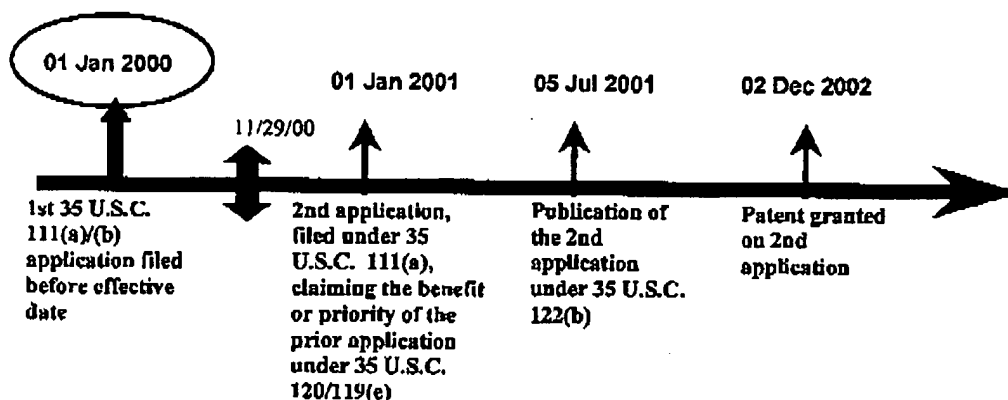 01 Jan 2000
11/29/00
01 Jan 2001
05 Jul 2001
02 Dec 2002
1st 35 U.S.C.
111(a)/(b)
application filed
before effective
date
2nd application,
filed under 35
U.S.C. 111(a),
claiming the benefit
or priority of the
prior application
under 35 U.S.C.
120/119(e)
Publication of
the 2nd
application
under 35 U.S.C.
122(b)
Patent granted
on 2nd
application